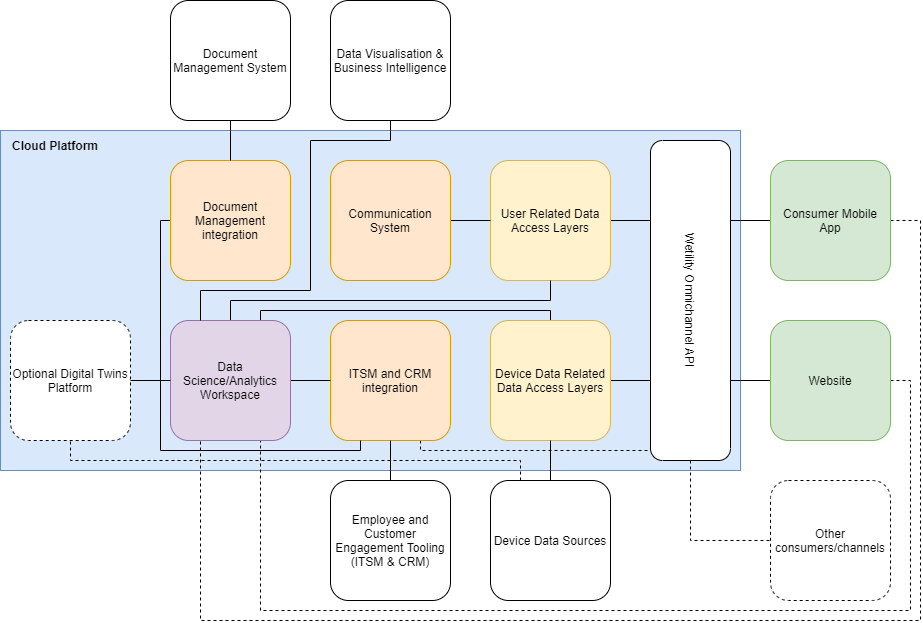 Document
Management System
Data Visualisation &
Business Intelligence
Cloud Platform
Document
Management
integration
Communication
System
User Related Data
Access Layers
Wetility Omnichannel API
Consumer Mobile
App
Optional Digital Twins
Platform
Data
Science/Analytics
Workspace
ITSM and CRM
integration
Device Data Related
Data Access Layers
Website
Employee and
Customer
Engagement Tooling
(ITSM & CRM)
Device Data Sources
Other
consumers/channels